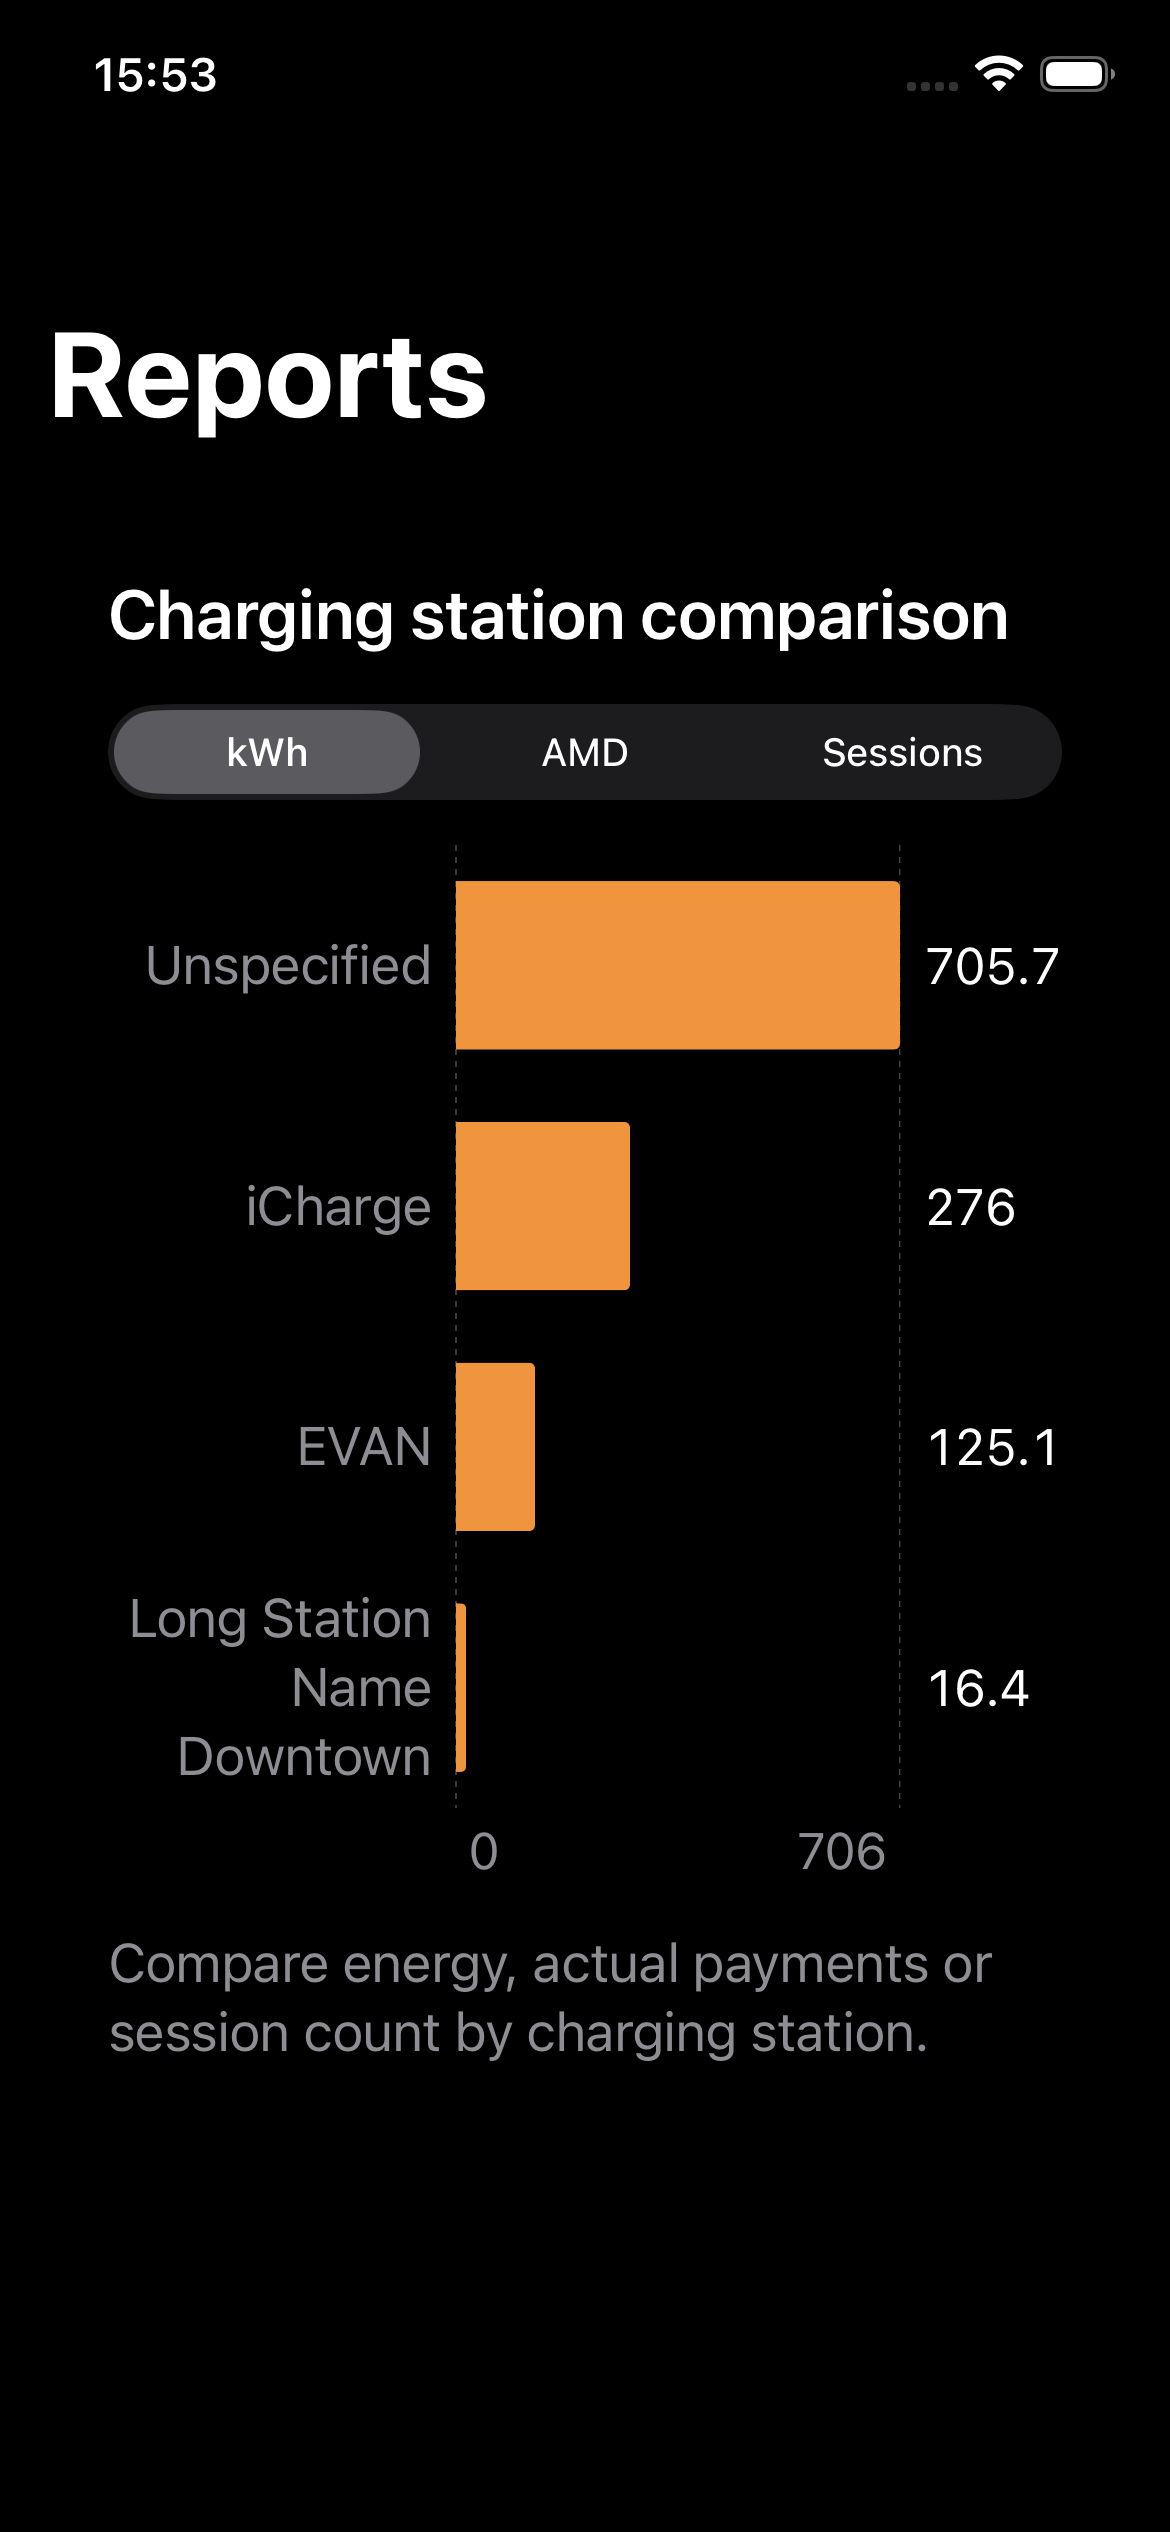 15:53
Reports
Charging station comparison
kWh AMD Sessions
Unspecified 705.7
iCharge 276
EVAN 125.1
Long Station
Name 16.4
Downtown
0 706
Compare energy, actual payments or
session count by charging station.